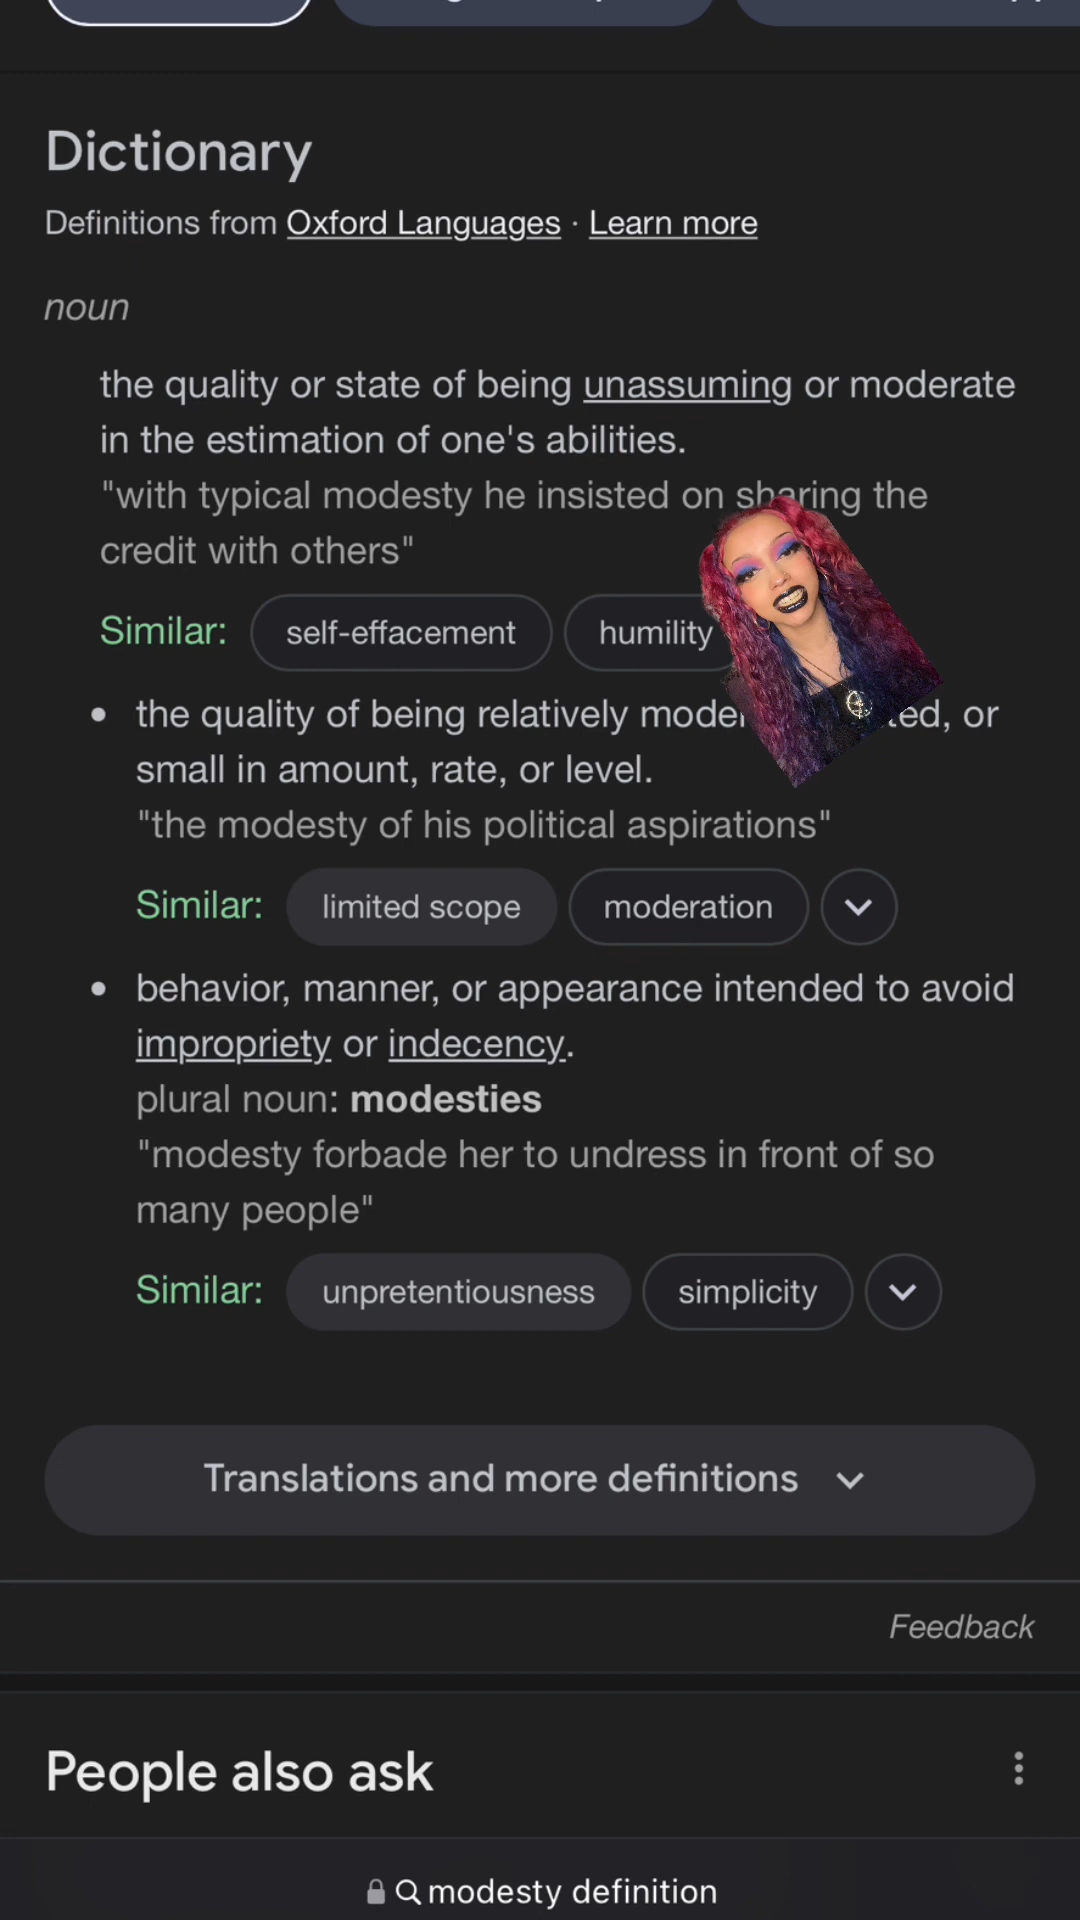 Dictionary
Definitions from Oxford Languages · Learn more
noun
the quality or state of being unassuming or moderate
in the estimation of one's abilities.
"with typical modesty he insisted on sharing the
credit with others"
Similar: self-effacement humility
the quality of being relatively or
small in amount, rate, or level.
"the modesty of his political aspirations"
Similar: limited scope moderation
behavior, manner, or appearance intended to avoid
impropriety or indecency.
plural noun: modesties
"modesty forbade her to undress in front of so
many people"
Similar: unpretentiousness simplicity
Translations and more definitions
Feedback
People also ask
modesty definition